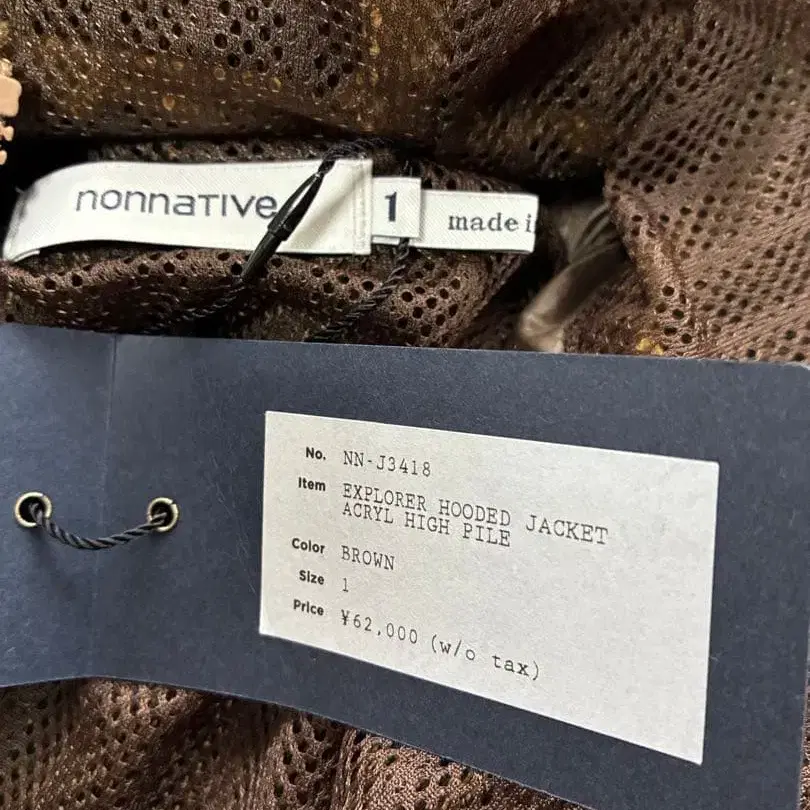 nonnative
1
made i
No. NN-J3418
Item EXPLORER HOODED JACKET
ACRYL HIGH PILE
Color BROWN
Size 1
Price ¥62,000 (w/o tax)